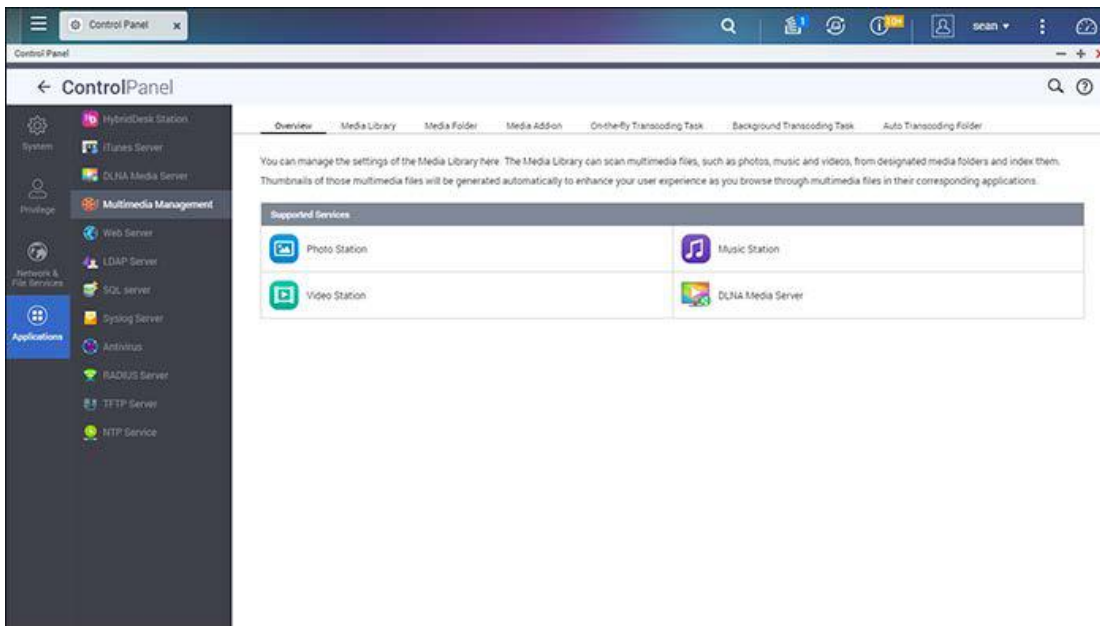 Control Panel
1
10+
sean
Control Panel
ControlPanel
System
Privilege
Network &
File Services
Applications
HybridDesk Station
iTunes Server
DLNA Media Server
Multimedia Management
Web Server
LDAP Server
SQL server
Syslog Server
Antivirus
RADIUS Server
TFTP Server
NTP Service
Overview Media Library Media Folder Media Add-on On-the-fly Transcoding Task Background Transcoding Task Auto Transcoding Folder
You can manage the settings of the Media Library here. The Media Library can scan multimedia files, such as photos, music and videos, from designated media folders and index them.
Thumbnails of those multimedia files will be generated automatically to enhance your user experience as you browse through multimedia files in their corresponding applications.
Supported Services
Photo Station Music Station
Video Station DLNA Media Server